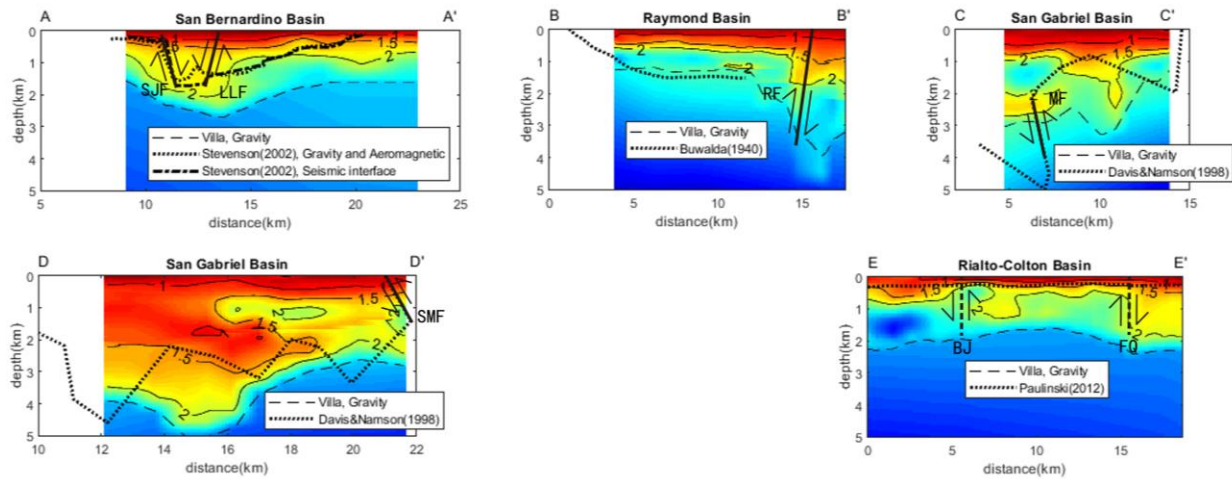 A San Bernardino Basin A'
0
1
2
3
4
5
depth(km)
1
1.5
1.5
2
2
SJF
LLF
Villa, Gravity
Stevenson(2002), Gravity and Aeromagnetic
Stevenson(2002), Seismic interface
5 10 15 20 25
distance(km)
B Raymond Basin B'
0
1
2
3
4
5
depth(km)
1
2
2
2
RF
Villa, Gravity
Buwalda(1940)
0 5 10 15
distance(km)
C San Gabriel Basin C'
0
1
2
3
4
5
depth(km)
1
1.5
2
2
MF
Villa, Gravity
Davis&Namson(1998)
5 10 15
distance(km)
D San Gabriel Basin D'
0
1
2
3
4
5
depth(km)
1
1.5
2
1.5
1.5
2
2
SMF
Villa, Gravity
Davis&Namson(1998)
10 12 14 16 18 20 22
distance(km)
E Rialto-Colton Basin E'
0
1
2
3
4
5
depth(km)
1
1.5
1.5
2
2
BJ
FQ
Villa, Gravity
Paulinski(2012)
0 5 10 15
distance(km)